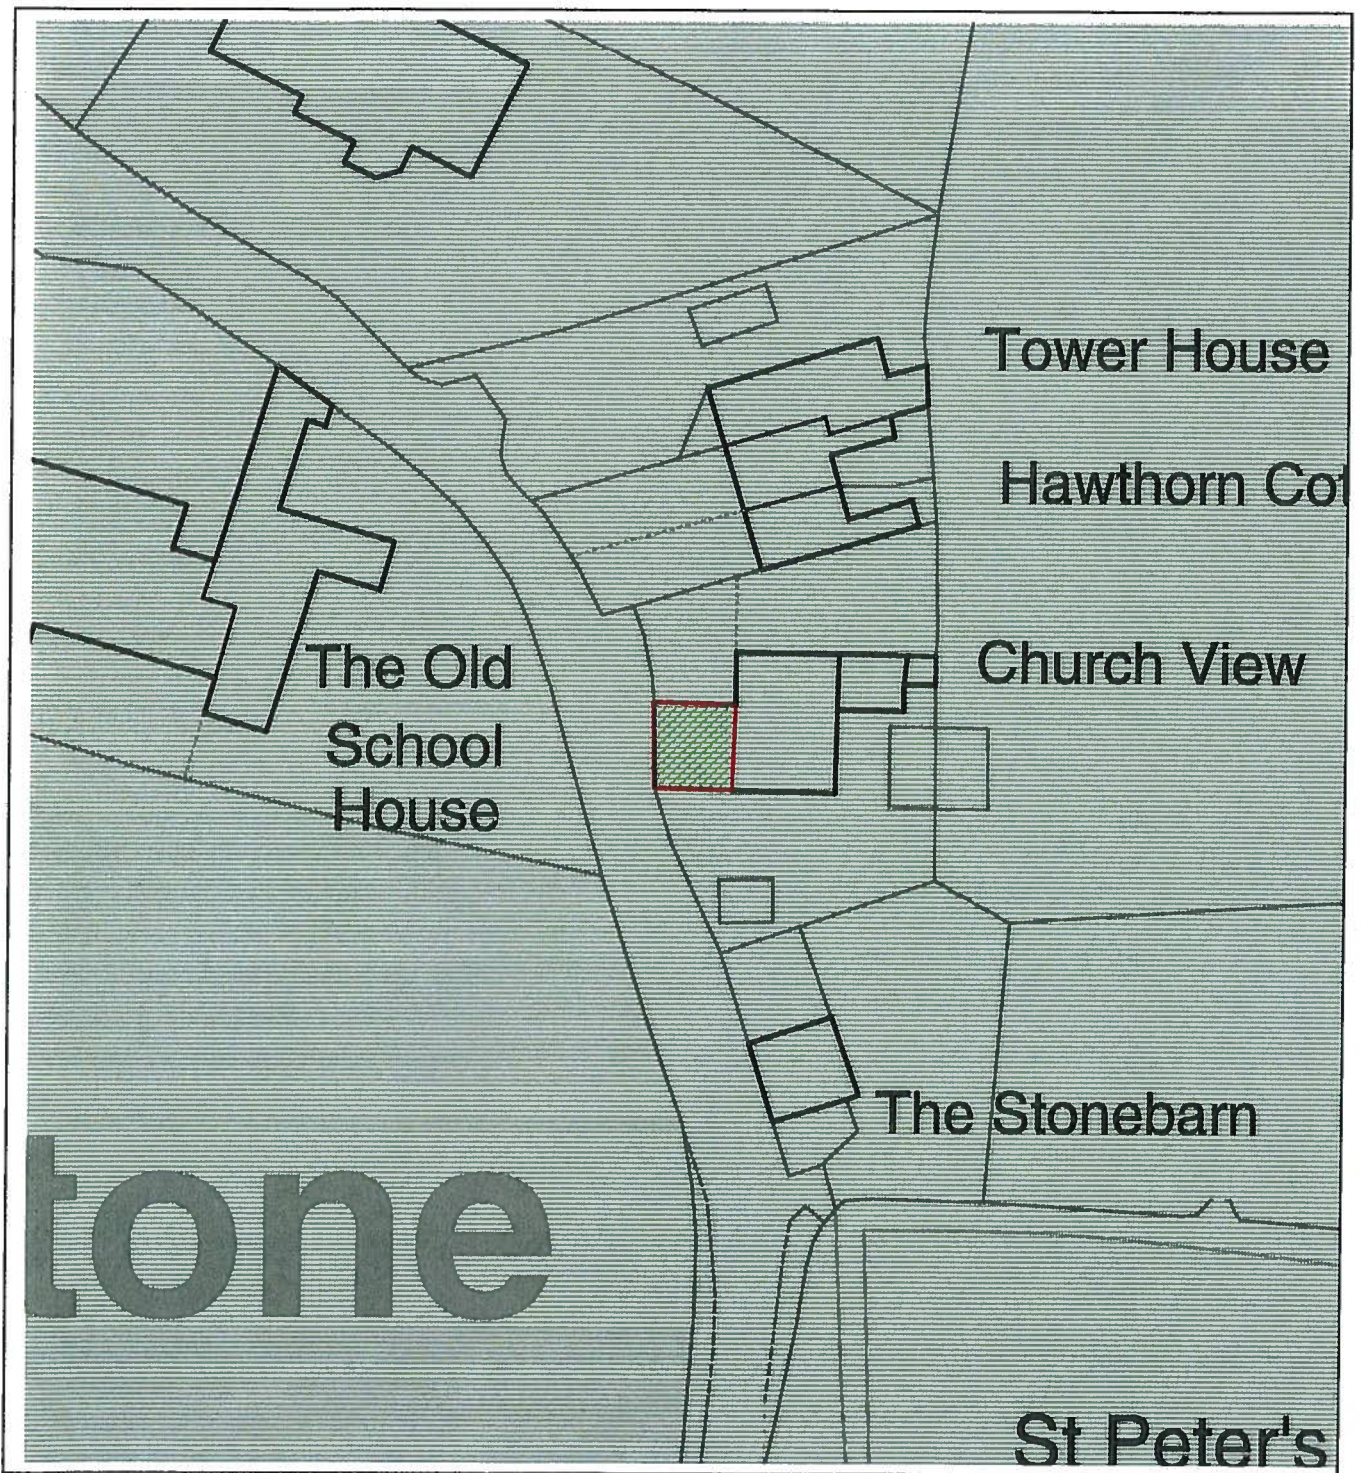 Tower House
Hawthorn Cot
Church View
The Old
School
House
The Stonebarn
tone
St Peter's